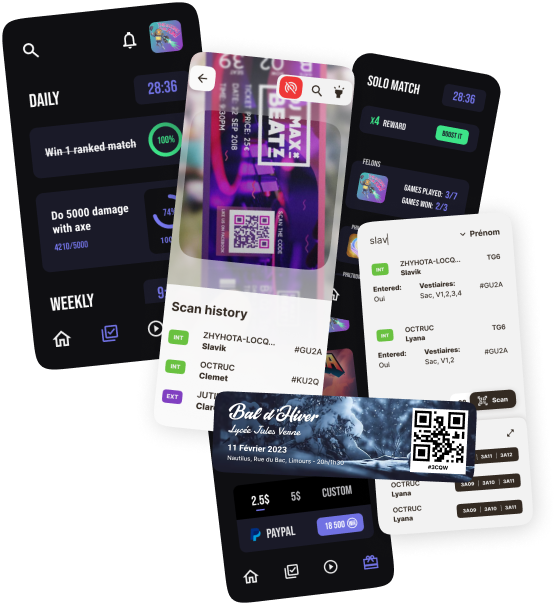 DAILY
28:36
Win 1 ranked match
100%
Do 5000 damage
with axe
4210/5000
74%
WEEKLY
TIME: 9:30PM
DATE: 22 SEP 2018
TICKET PRICE: 25€
DJ MAX
BEATZ
SCAN THE CODE
Scan history
INT
ZHYHOTA-LOCQ...
Slavik
#GU2A
INT
OCTRUC
Clemet
#KU2Q
EXT
SOLO MATCH
28:36
x4 REWARD
BOOST IT
FELONS
GAMES PLAYED: 3/7
GAMES WON: 2/3
slav
Prénom
INT
ZHYHOTA-LOCQ...
Slavik
TG6
Entered:
Oui
Vestiaires:
Sac, V1,2,3,4
#GU2A
INT
OCTRUC
Lyana
TG6
Entered:
Oui
Vestiaires:
Sac, V1,2
#GU2A
Scan
3A11
3A12
OCTRUC
Lyana
3A09
3A10
3A11
OCTRUC
Lyana
3A09
3A10
3A11
Bal d'Hiver
Lycée Jules Verne
11 Février 2023
Nautilus, Rue du Bac, Limours - 20h/1h30
#3CQW
2.5$
5$
CUSTOM
PAYPAL
18 500